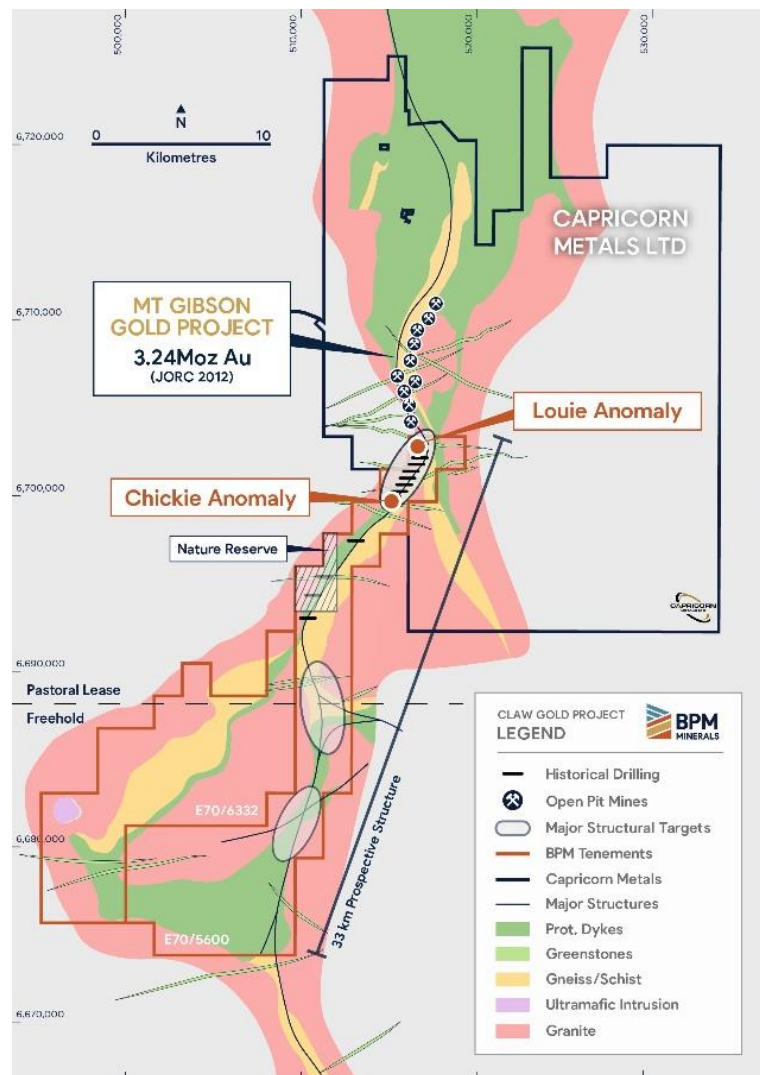 500,000
510,000
520,000
530,000
6,720,000
N
0 10
Kilometres
CAPRICORN
METALS LTD
6,710,000
MT GIBSON
GOLD PROJECT
3.24Moz Au
(JORC 2012)
Louie Anomaly
6,700,000
Chickie Anomaly
Nature Reserve
CAPRICORN
6,690,000
Pastoral Lease
Freehold
33 km Prospective Structure
E70/6332
6,680,000
E70/5600
6,670,000
CLAW GOLD PROJECT
LEGEND
BPM
MINERALS
Historical Drilling
Open Pit Mines
Major Structural Targets
BPM Tenements
Capricorn Metals
Major Structures
Prot. Dykes
Greenstones
Gneiss/Schist
Ultramafic Intrusion
Granite